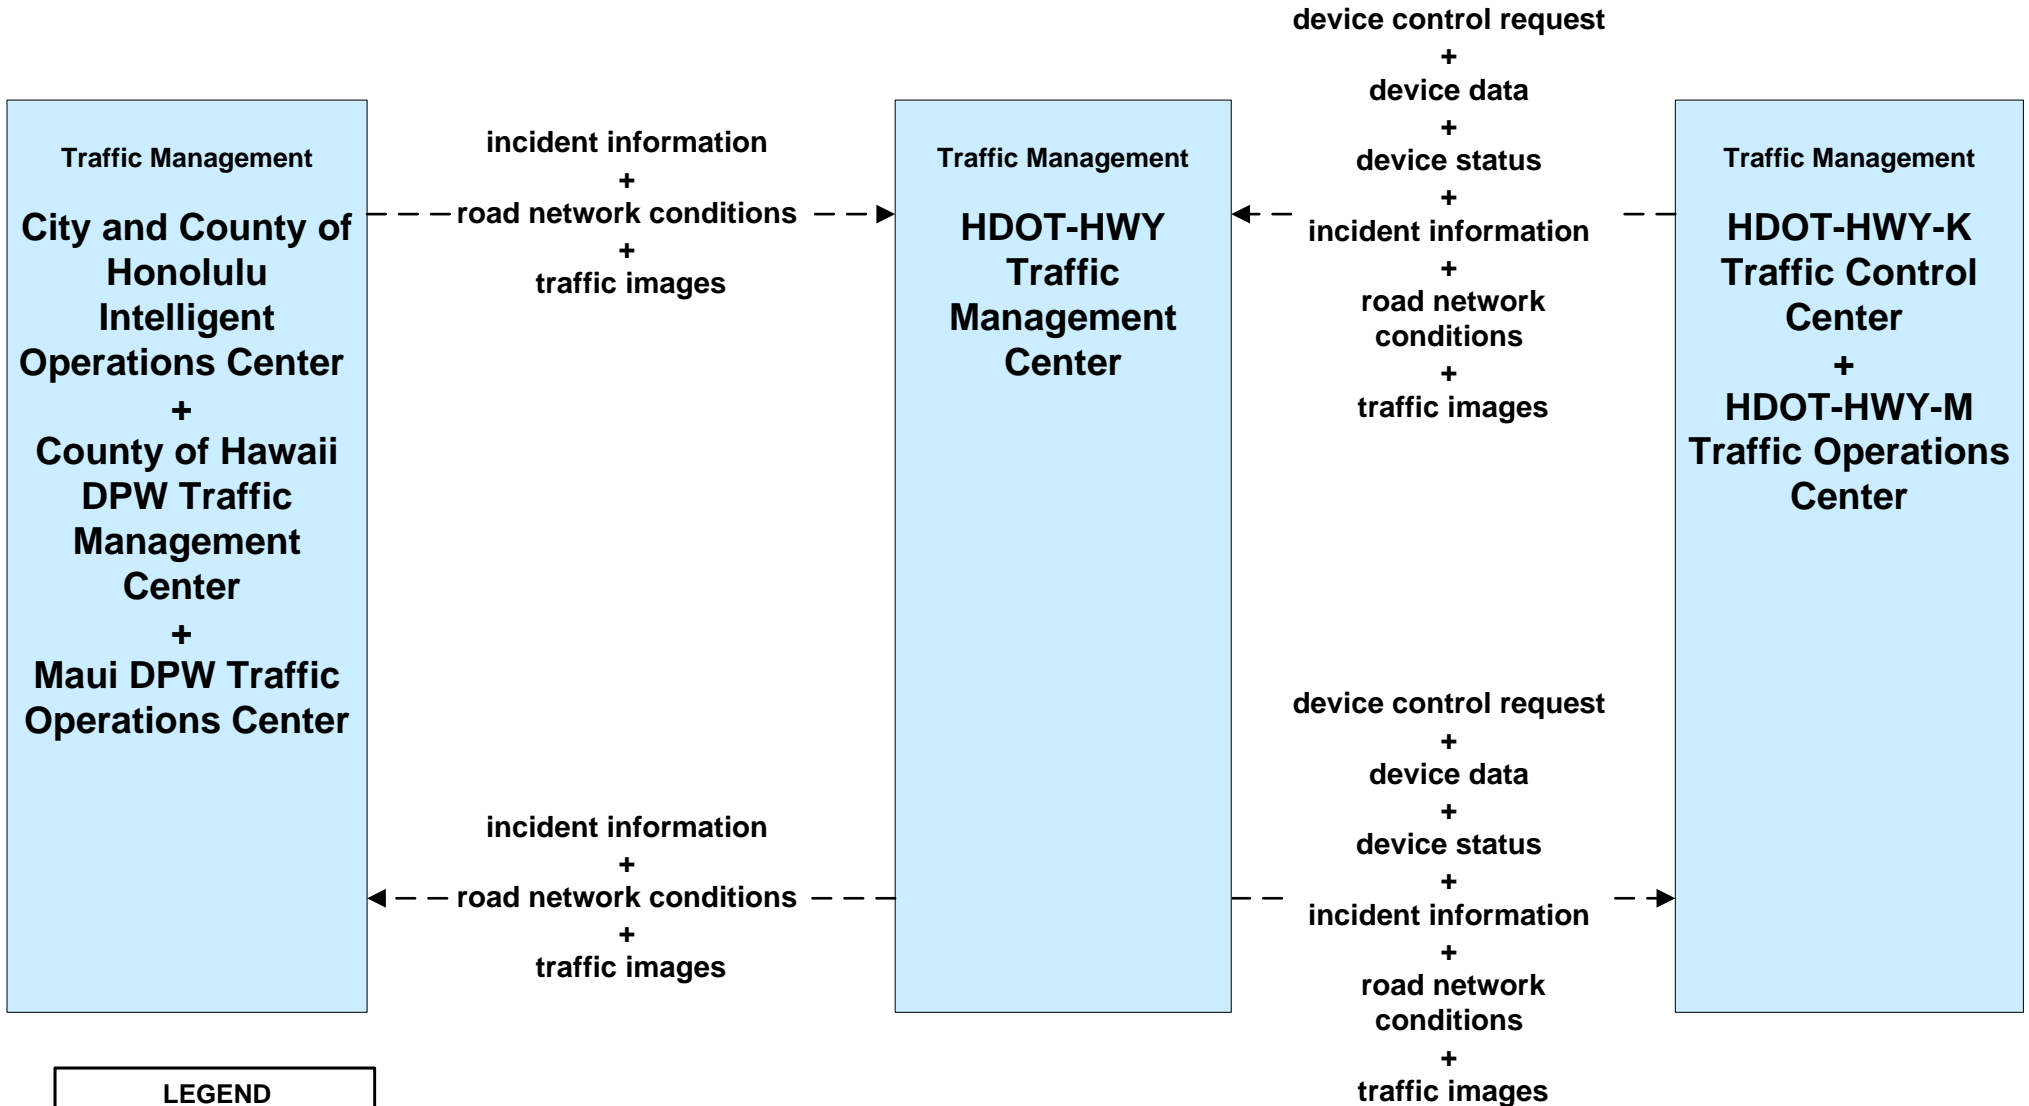 Traffic Management
City and County of
Honolulu
Intelligent
Operations Center
+
County of Hawaii
DPW Traffic
Management
Center
+
Maui DPW Traffic
Operations Center
incident information
+
road network conditions
+
traffic images
incident information
+
road network conditions
+
traffic images
Traffic Management
HDOT-HWY
Traffic
Management
Center
device control request
+
device data
+
device status
+
incident information
+
road network
conditions
+
traffic images
device control request
+
device data
+
device status
+
incident information
+
road network
conditions
+
traffic images
Traffic Management
HDOT-HWY-K
Traffic Control
Center
+
HDOT-HWY-M
Traffic Operations
Center
LEGEND